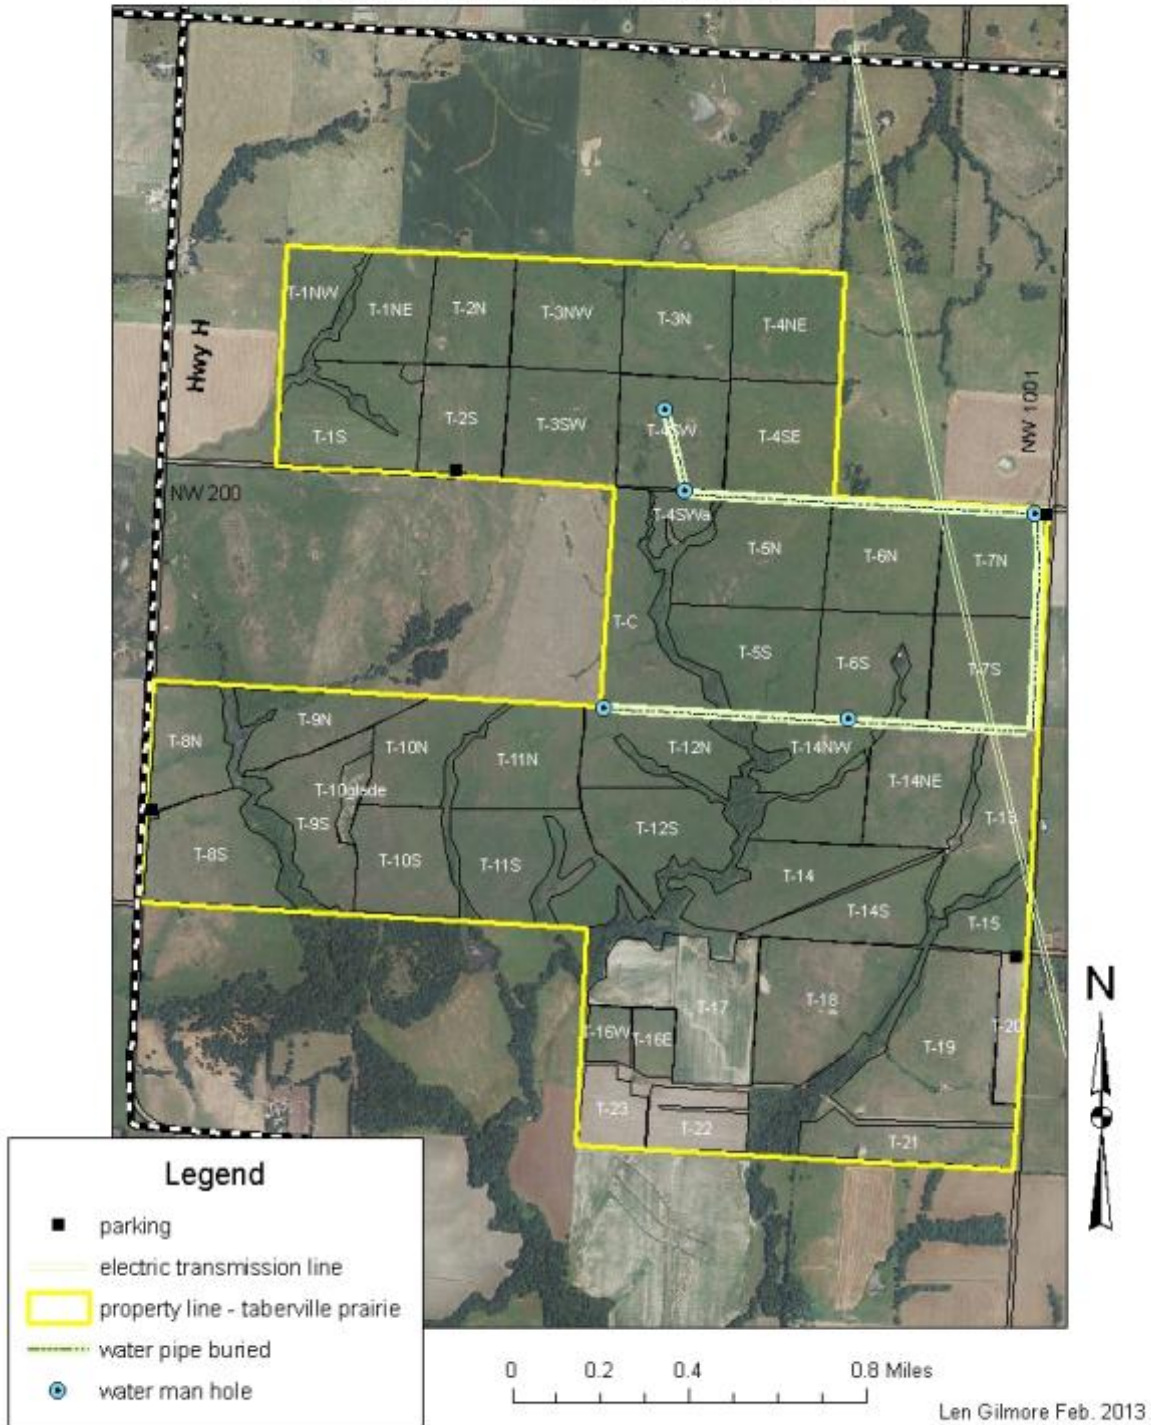 T-1NW
T-1NE
T-2N
T-3NW
T-3N
T-4NE
Hwy H
T-1S
T-2S
T-3SW
T-4SW
T-4SE
NW 1001
NW 200
T-4SWa
T-5N
T-6N
T-7N
T-C
T-5S
T-6S
T-7S
T-8N
T-9N
T-10N
T-11N
T-12N
T-14NW
T-14NE
T-10glade
T-13
T-9S
T-12S
T-8S
T-10S
T-11S
T-14
T-14S
T-15
N
T-17
T-18
T-20
T-16W
T-16E
T-19
T-23
T-22
T-21
Legend
parking
electric transmission line
property line - taberville prairie
water pipe buried
water man hole
0 0.2 0.4 0.8 Miles
Len Gilmore Feb. 2013